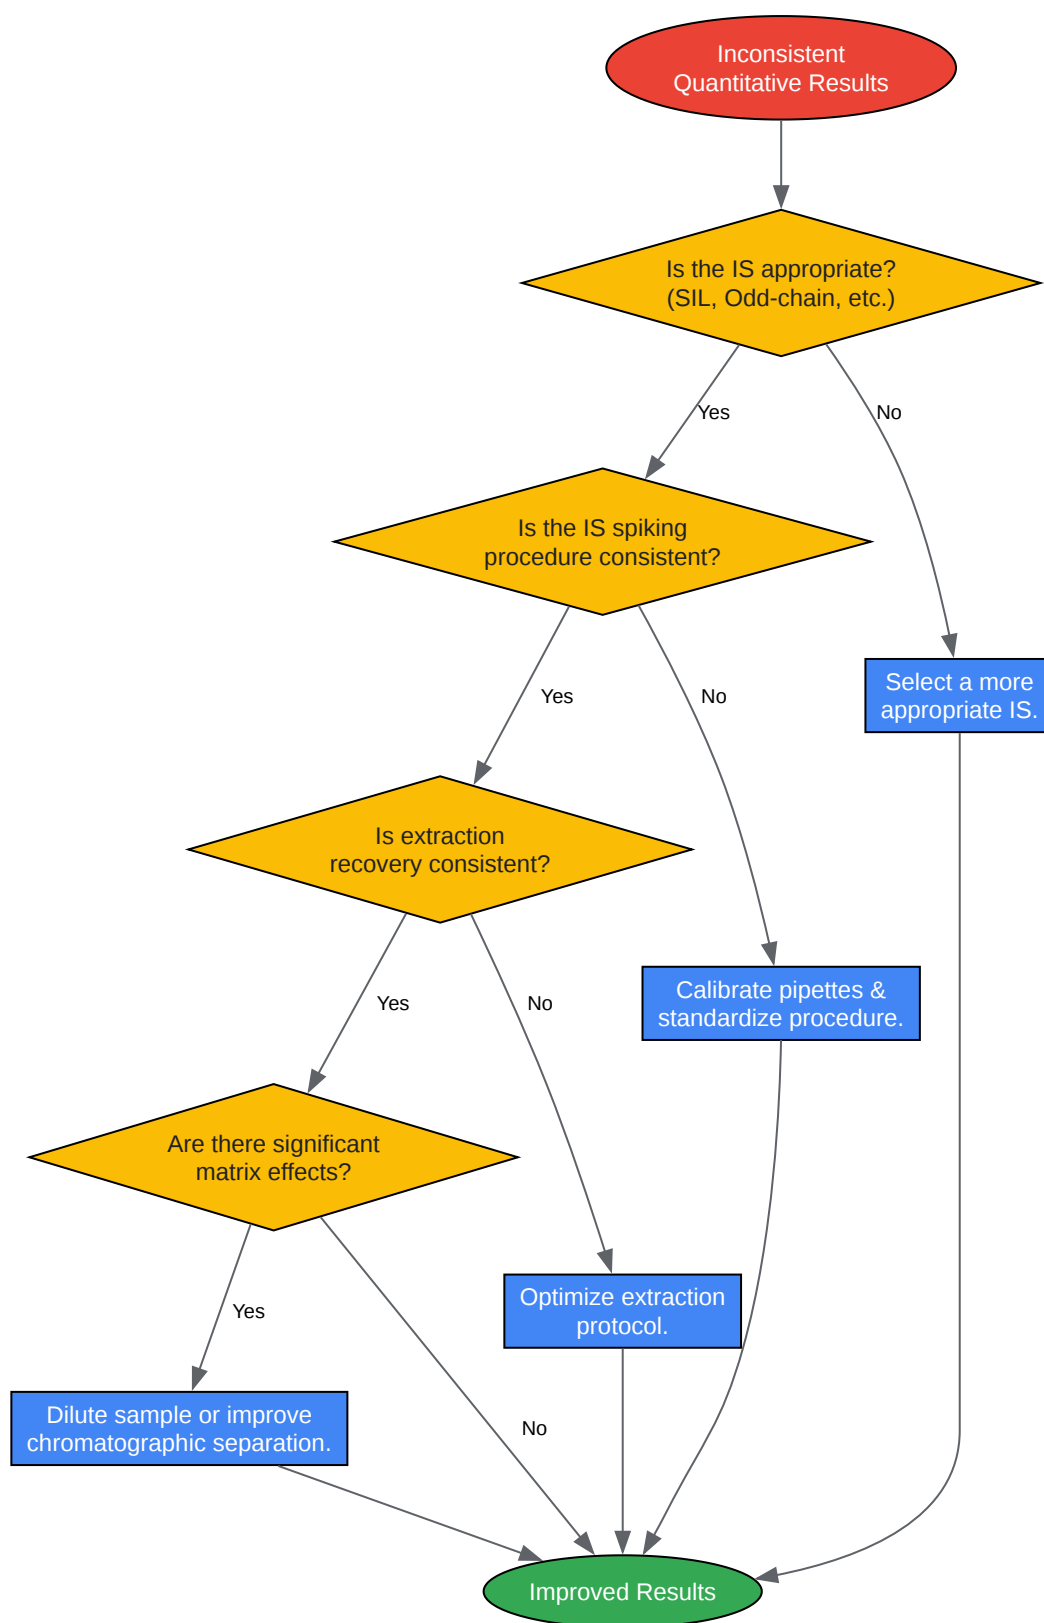 Inconsistent
Quantitative Results
Is the IS appropriate?
(SIL, Odd-chain, etc.)
Yes
No
Is the IS spiking
procedure consistent?
Yes
No
Select a more
appropriate IS.
Is extraction
recovery consistent?
Yes
No
Calibrate pipettes &
standardize procedure.
Are there significant
matrix effects?
Yes
No
Optimize extraction
protocol.
Dilute sample or improve
chromatographic separation.
Improved Results